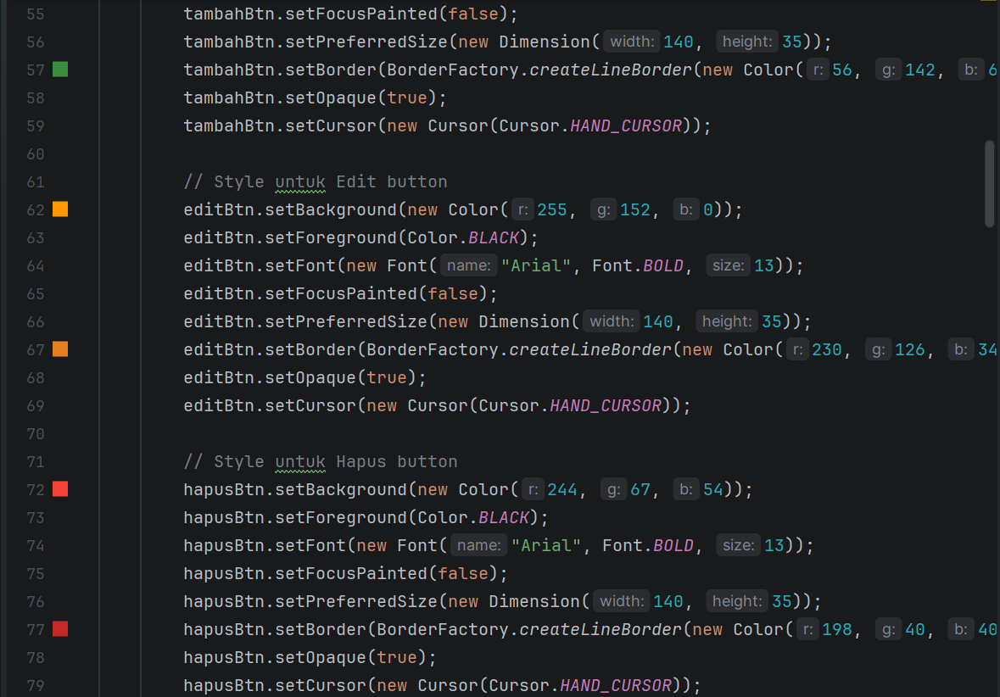 55 tambahBtn.setFocusPainted(false);
56 tambahBtn.setPreferredSize(new Dimension( width: 140, height: 35));
57 tambahBtn.setBorder(BorderFactory.createLineBorder(new Color( r: 56, g: 142, b: 6
58 tambahBtn.setOpaque(true);
59 tambahBtn.setCursor(new Cursor(Cursor.HAND_CURSOR));
60
61 // Style untuk Edit button
62 editBtn.setBackground(new Color( r: 255, g: 152, b: 0));
63 editBtn.setForeground(Color.BLACK);
64 editBtn.setFont(new Font( name: "Arial", Font.BOLD, size: 13));
65 editBtn.setFocusPainted(false);
66 editBtn.setPreferredSize(new Dimension( width: 140, height: 35));
67 editBtn.setBorder(BorderFactory.createLineBorder(new Color( r: 230, g: 126, b: 34
68 editBtn.setOpaque(true);
69 editBtn.setCursor(new Cursor(Cursor.HAND_CURSOR));
70
71 // Style untuk Hapus button
72 hapusBtn.setBackground(new Color( r: 244, g: 67, b: 54));
73 hapusBtn.setForeground(Color.BLACK);
74 hapusBtn.setFont(new Font( name: "Arial", Font.BOLD, size: 13));
75 hapusBtn.setFocusPainted(false);
76 hapusBtn.setPreferredSize(new Dimension( width: 140, height: 35));
77 hapusBtn.setBorder(BorderFactory.createLineBorder(new Color( r: 198, g: 40, b: 40
78 hapusBtn.setOpaque(true);
79 hapusBtn.setCursor(new Cursor(Cursor.HAND_CURSOR));